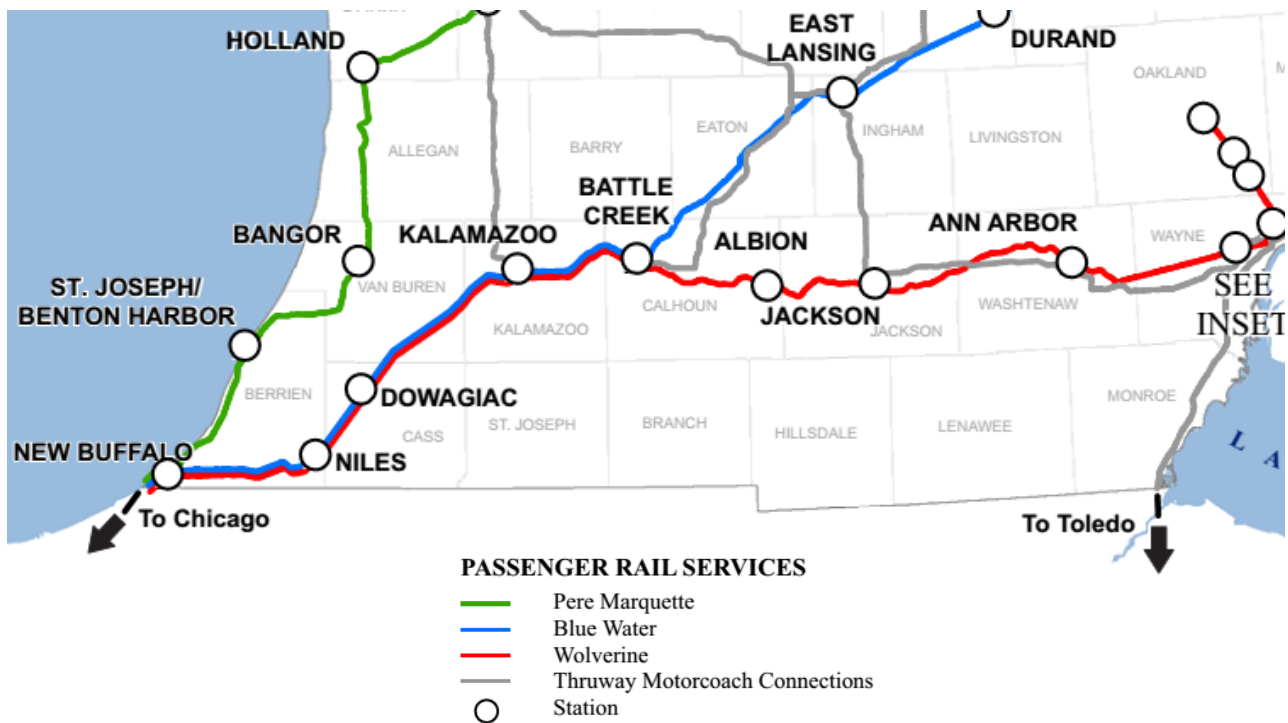 HOLLAND
EAST
LANSING
DURAND
OAKLAND
EATON
INGHAM
LIVINGSTON
ALLEGAN
BARRY
BATTLE
CREEK
BANGOR
KALAMAZOO
ALBION
ANN ARBOR
WAYNE
VAN BUREN
ST. JOSEPH/
BENTON HARBOR
CALHOUN
JACKSON
JACKSON
WASHTENAW
SEE
INSET
KALAMAZOO
BERRIEN
DOWAGIAC
CASS
ST. JOSEPH
BRANCH
HILLSDALE
LENAWEE
MONROE
L A
NEW BUFFALO
NILES
To Chicago
To Toledo
PASSENGER RAIL SERVICES
Pere Marquette
Blue Water
Wolverine
Thruway Motorcoach Connections
Station